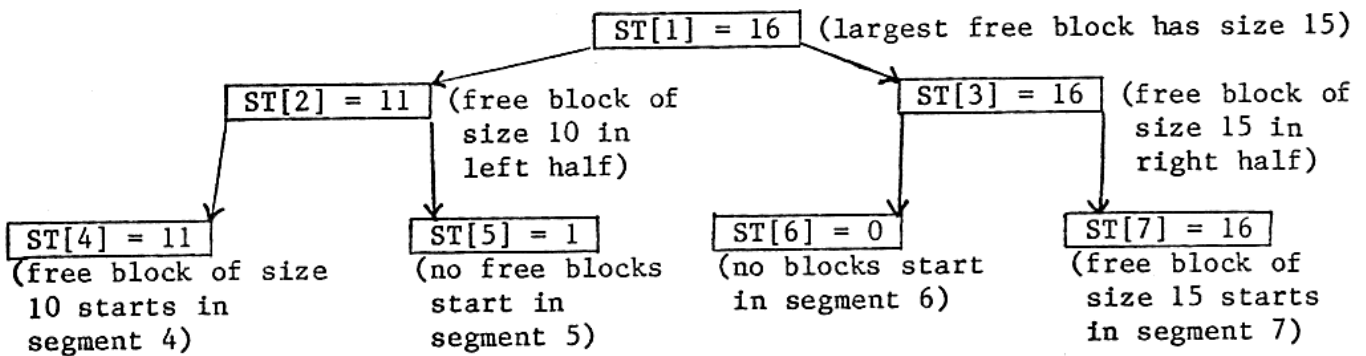 ST[1] = 16 (largest free block has size 15)
ST[2] = 11 (free block of
size 10 in
left half)
ST[3] = 16 (free block of
size 15 in
right half)
ST[4] = 11
(free block of size
10 starts in
segment 4)
ST[5] = 1
(no free blocks
start in
segment 5)
ST[6] = 0
(no blocks start
in segment 6)
ST[7] = 16
(free block of
size 15 starts
in segment 7)